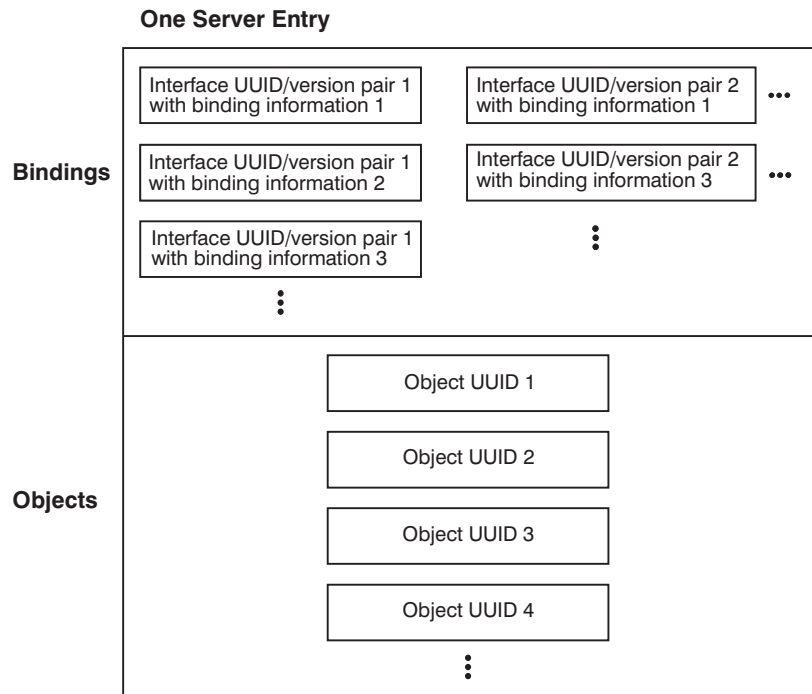 One Server Entry
Bindings
Interface UUID/version pair 1
with binding information 1
Interface UUID/version pair 2
with binding information 1
•••
Interface UUID/version pair 1
with binding information 2
Interface UUID/version pair 2
with binding information 3
•••
Interface UUID/version pair 1
with binding information 3
Objects
Object UUID 1
Object UUID 2
Object UUID 3
Object UUID 4